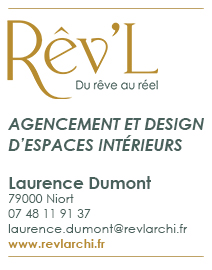 Rêv'L
Du rêve au réel
AGENCEMENT ET DESIGN
D'ESPACES INTÉRIEURS
Laurence Dumont
79000 Niort
07 48 11 91 37
laurence.dumont@revlarchi.fr
www.revlarchi.fr